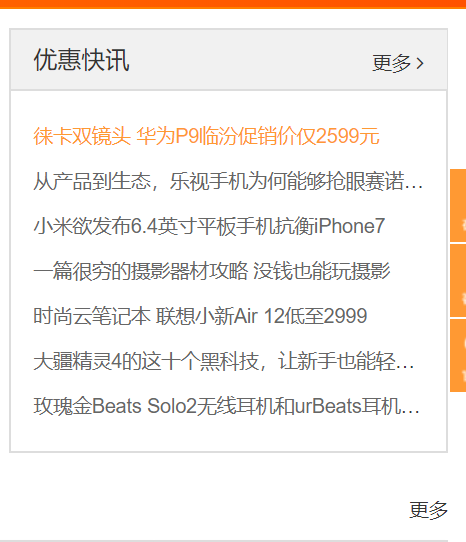 优惠快讯
更多 >
徕卡双镜头 华为P9临汾促销价仅2599元
从产品到生态，乐视手机为何能够抢眼赛诺…
小米欲发布6.4英寸平板手机抗衡iPhone7
一篇很穷的摄影器材攻略 没钱也能玩摄影
时尚云笔记本 联想小新Air 12低至2999
大疆精灵4的这十个黑科技，让新手也能轻…
玫瑰金Beats Solo2无线耳机和urBeats耳机…
更多